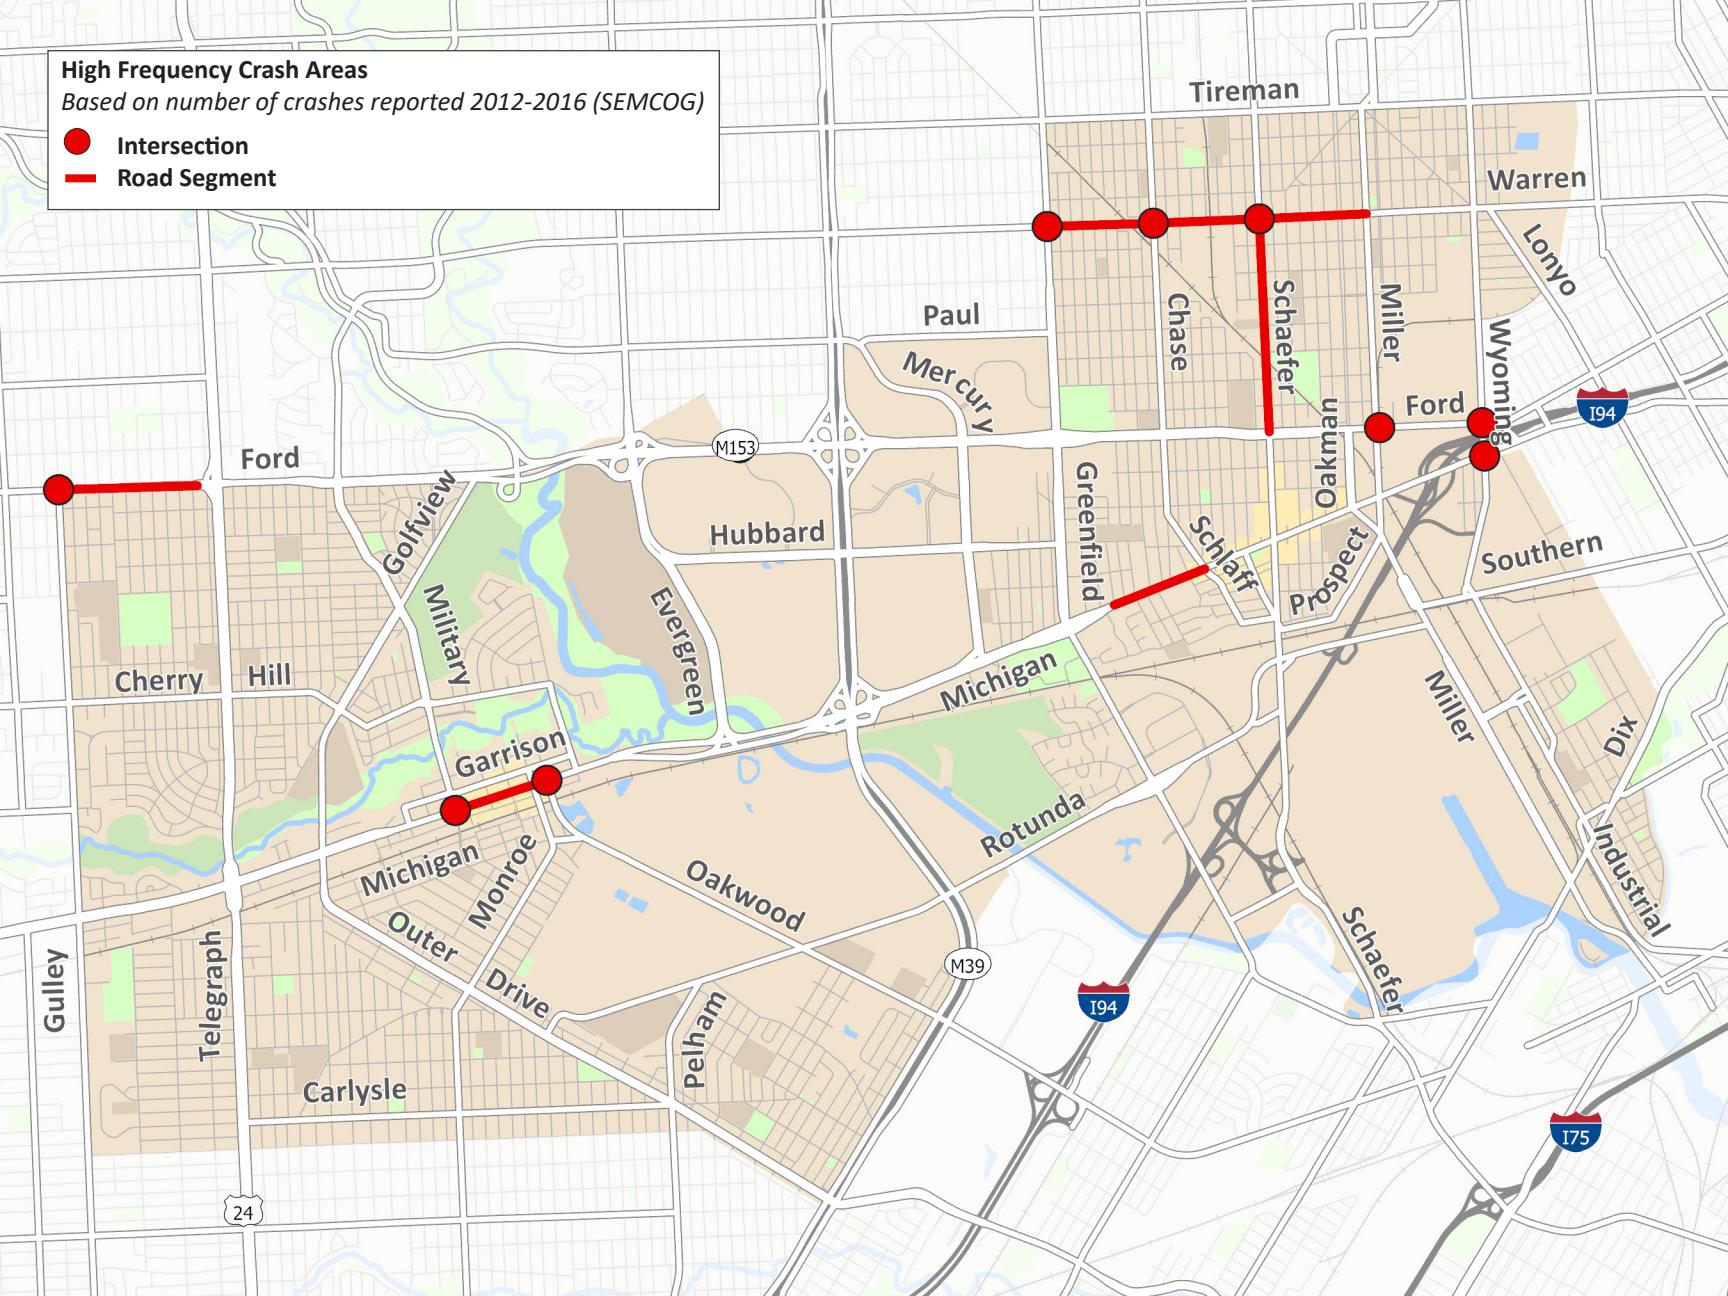 High Frequency Crash Areas
Based on number of crashes reported 2012-2016 (SEMCOG)
Intersection
Road Segment
Tireman
Warren
Lonyo
Paul
Mercury
Chase
Schaefer
Miller
Wyoming
Ford
I94
Oakman
M153
Ford
Golfview
Hubbard
Greenfield
Schlaff
Prospect
Southern
Military
Evergreen
Cherry Hill
Michigan
Miller
Dix
Garrison
Rotunda
Michigan
Monroe
Oakwood
Industrial
Outer Drive
Schaefer
M39
Gulley
Telegraph
I94
Pelham
Carlysle
I75
24